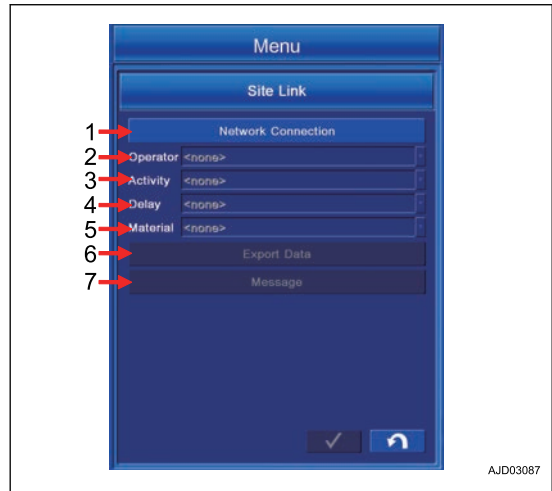 Menu
Site Link
1 Network Connection
2 Operator <none>
3 Activity <none>
4 Delay <none>
5 Material <none>
6 Export Data
7 Message
AJD03087